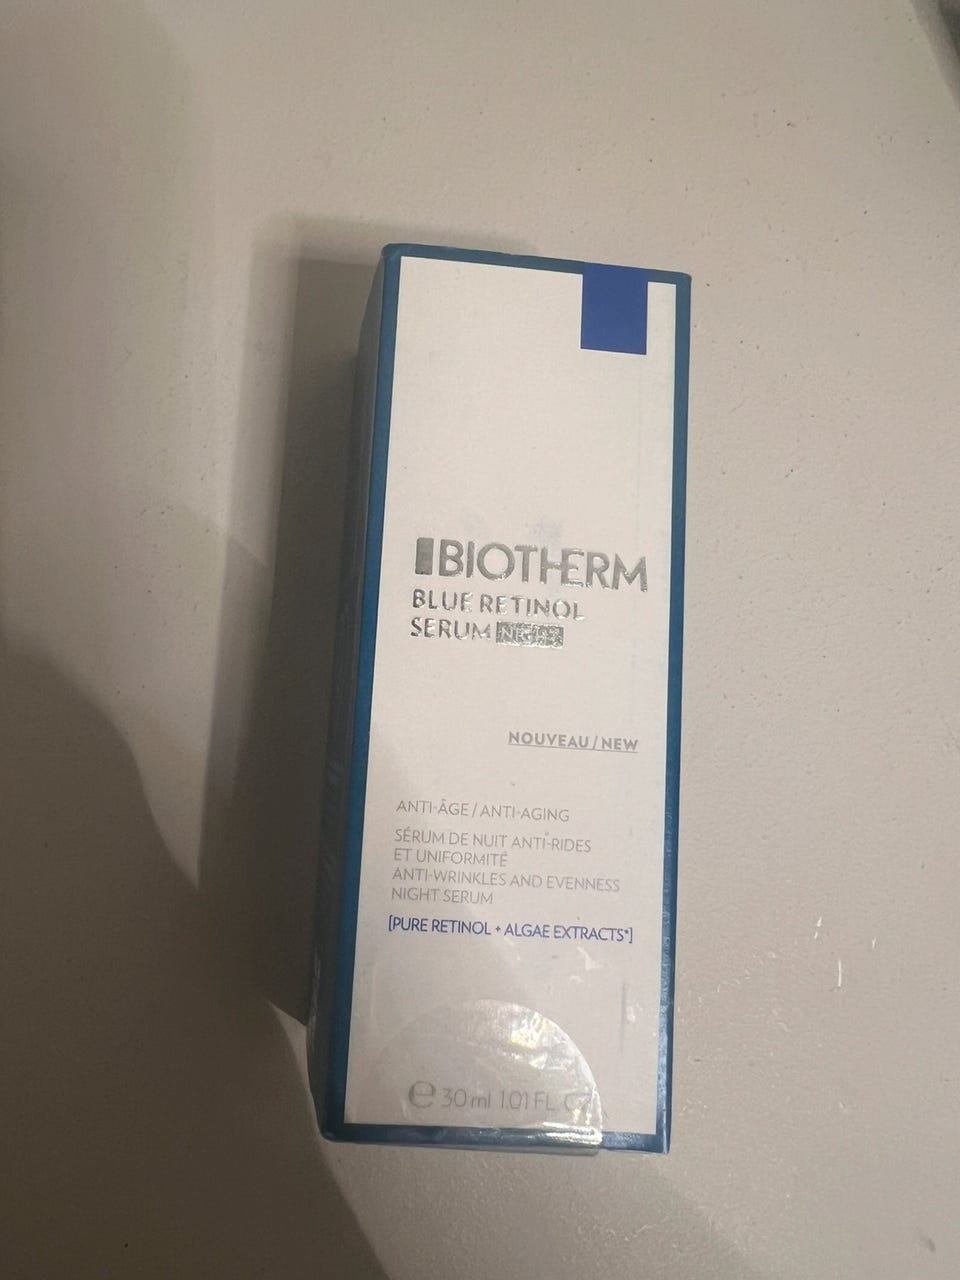 BIOTHERM
BLUE RETINOL
SERUM NIGHT
NOUVEAU / NEW
ANTI-ÂGE / ANTI-AGING
SÉRUM DE NUIT ANTI-RIDES
ET UNIFORMITÉ
ANTI-WRINKLES AND EVENNESS
NIGHT SERUM
[PURE RETINOL + ALGAE EXTRACTS*]
e 30 ml 1.01 FL